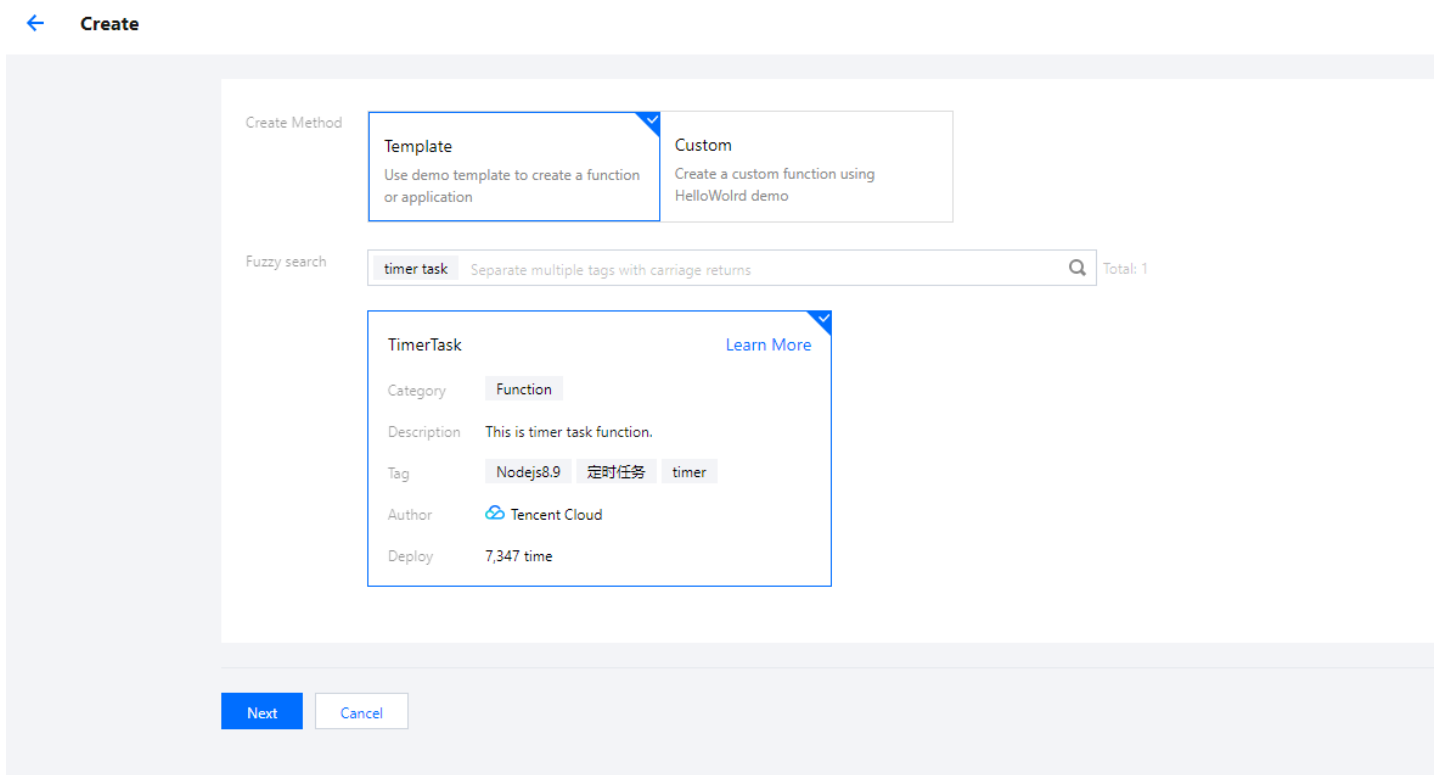 Create
Create Method
Template
Use demo template to create a function
or application
Custom
Create a custom function using
HelloWolrd demo
Fuzzy search
timer task Separate multiple tags with carriage returns
Total: 1
TimerTask Learn More
Category Function
Description This is timer task function.
Tag Nodejs8.9 定时任务 timer
Author Tencent Cloud
Deploy 7,347 time
Next Cancel